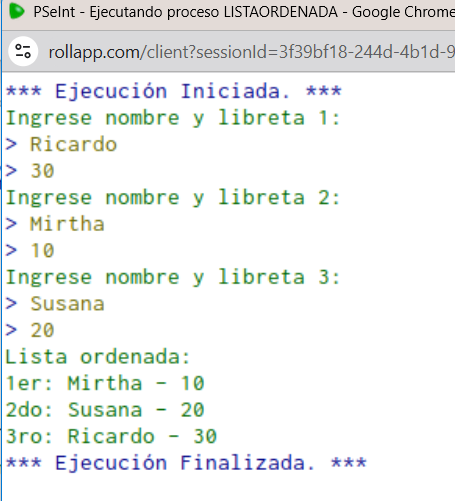 PSeInt - Ejecutando proceso LISTAORDENADA - Google Chrome
rollapp.com/client?sessionId=3f39bf18-244d-4b1d-9
*** Ejecución Iniciada. ***
Ingrese nombre y libreta 1:
> Ricardo
> 30
Ingrese nombre y libreta 2:
> Mirtha
> 10
Ingrese nombre y libreta 3:
> Susana
> 20
Lista ordenada:
1er: Mirtha - 10
2do: Susana - 20
3ro: Ricardo - 30
*** Ejecución Finalizada. ***